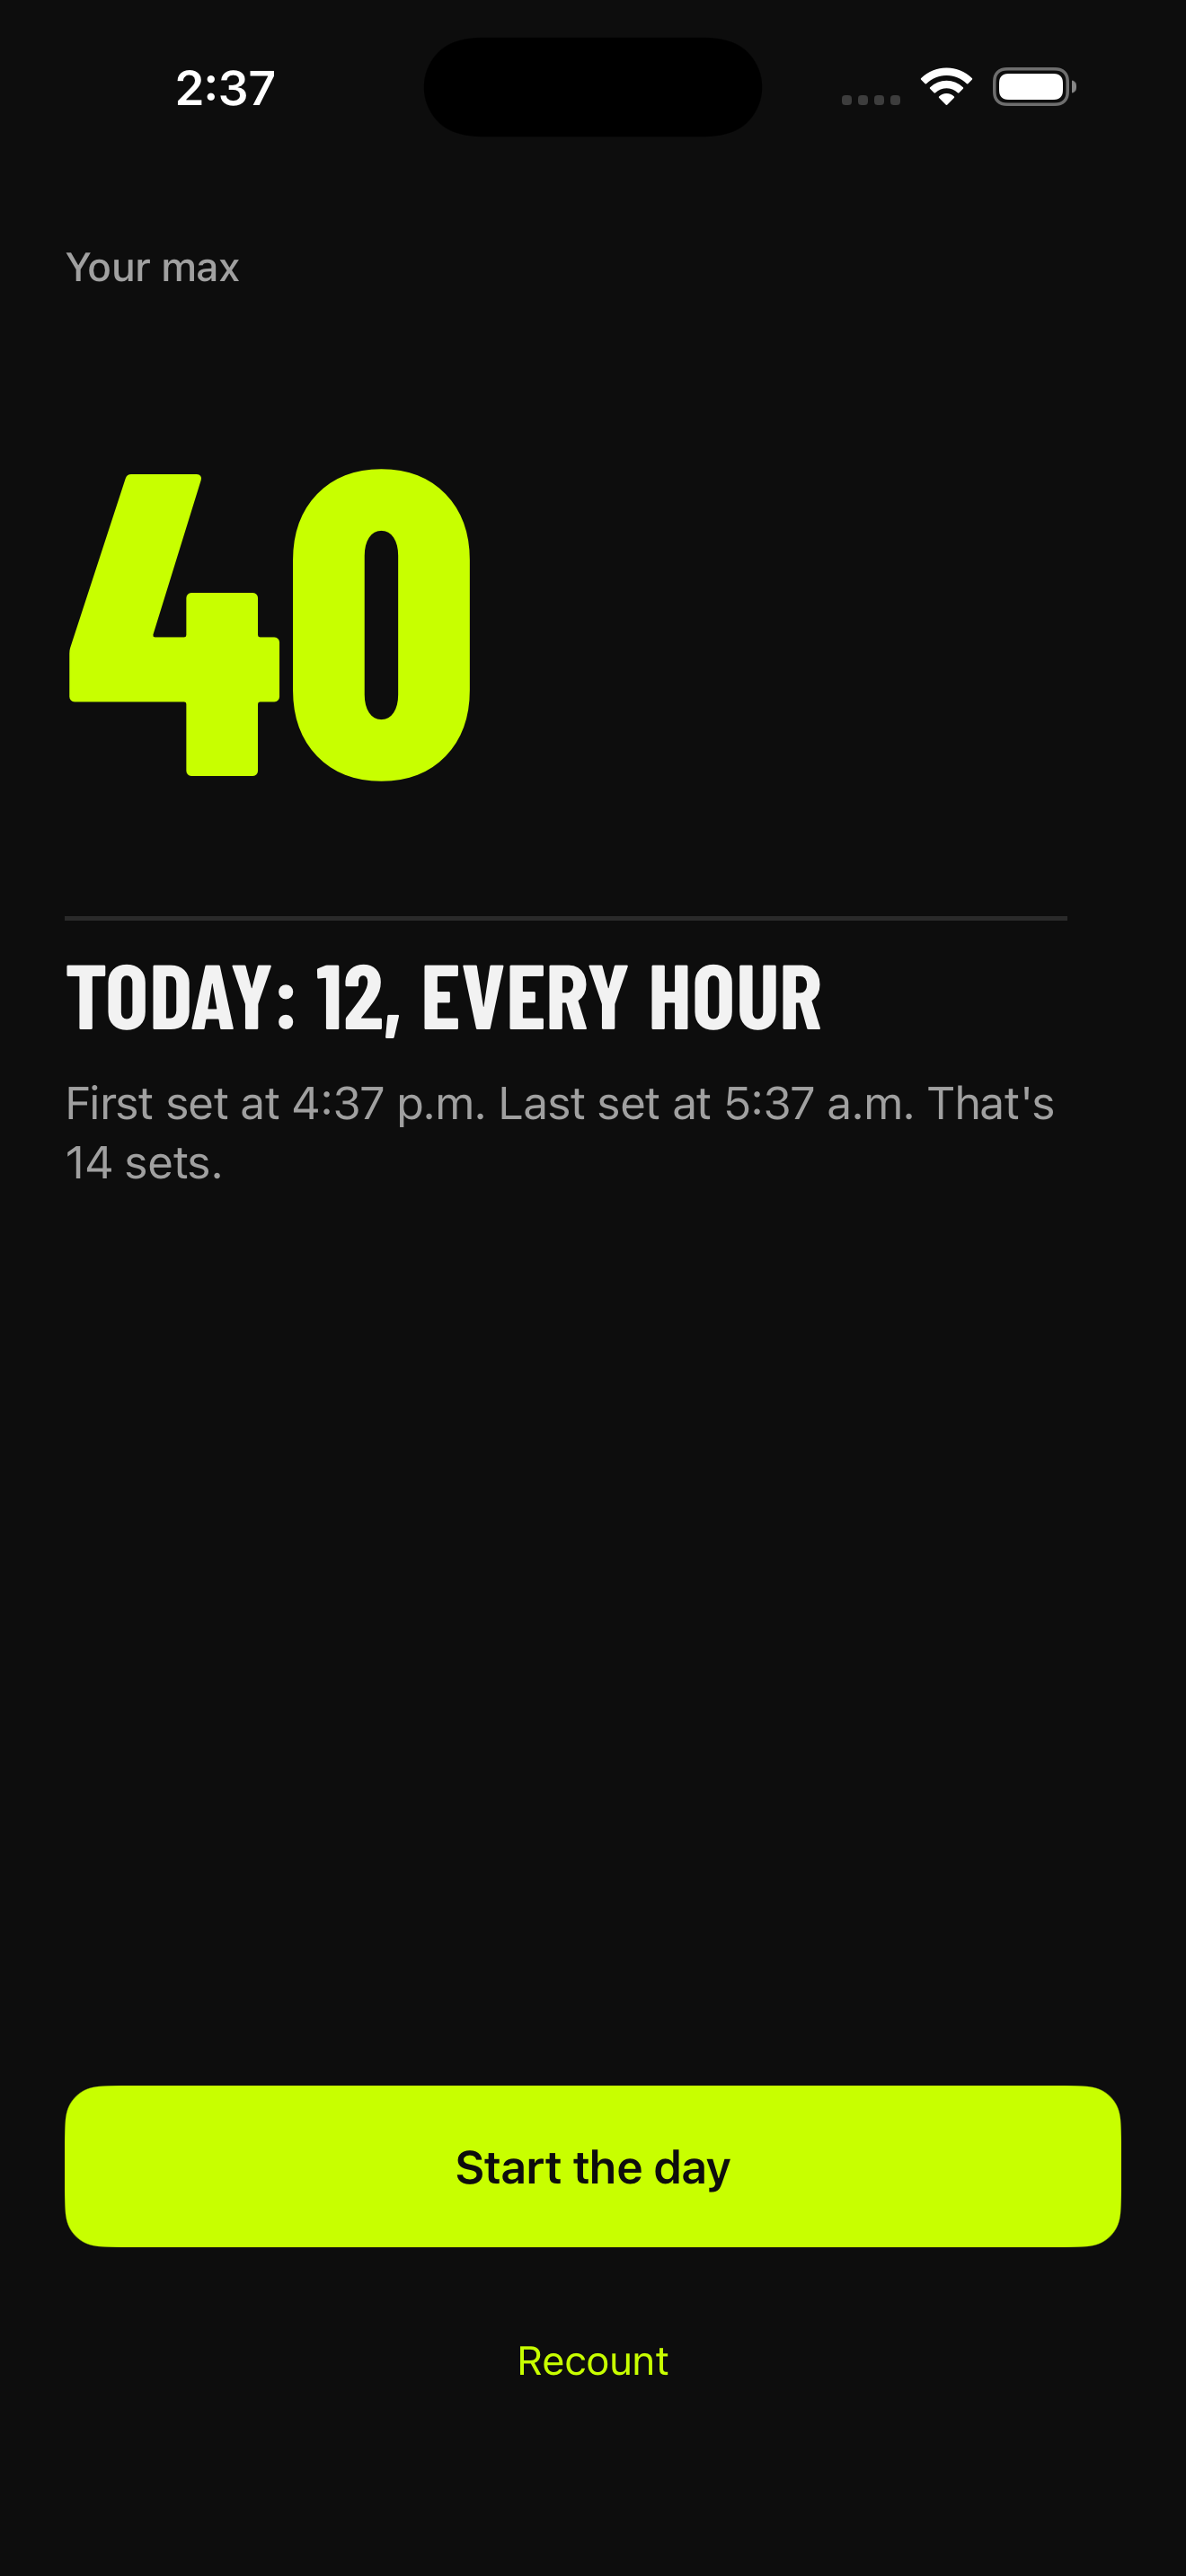 2:37
Your max
40
TODAY: 12, EVERY HOUR
First set at 4:37 p.m. Last set at 5:37 a.m. That's
14 sets.
Start the day
Recount